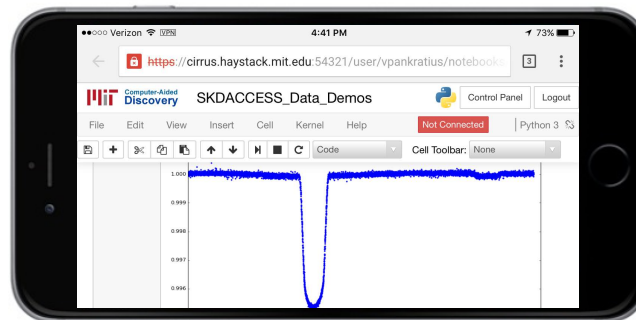 ●●○○○ Verizon VPN 4:41 PM 73%
https://cirrus.haystack.mit.edu:54321/user/vpankratius/notebooks 3
MIT Computer-Aided Discovery SKDACCESS_Data_Demos Control Panel Logout
File Edit View Insert Cell Kernel Help Not Connected Python 3
Code Cell Toolbar: None
1.000
0.999
0.998
0.997
0.996